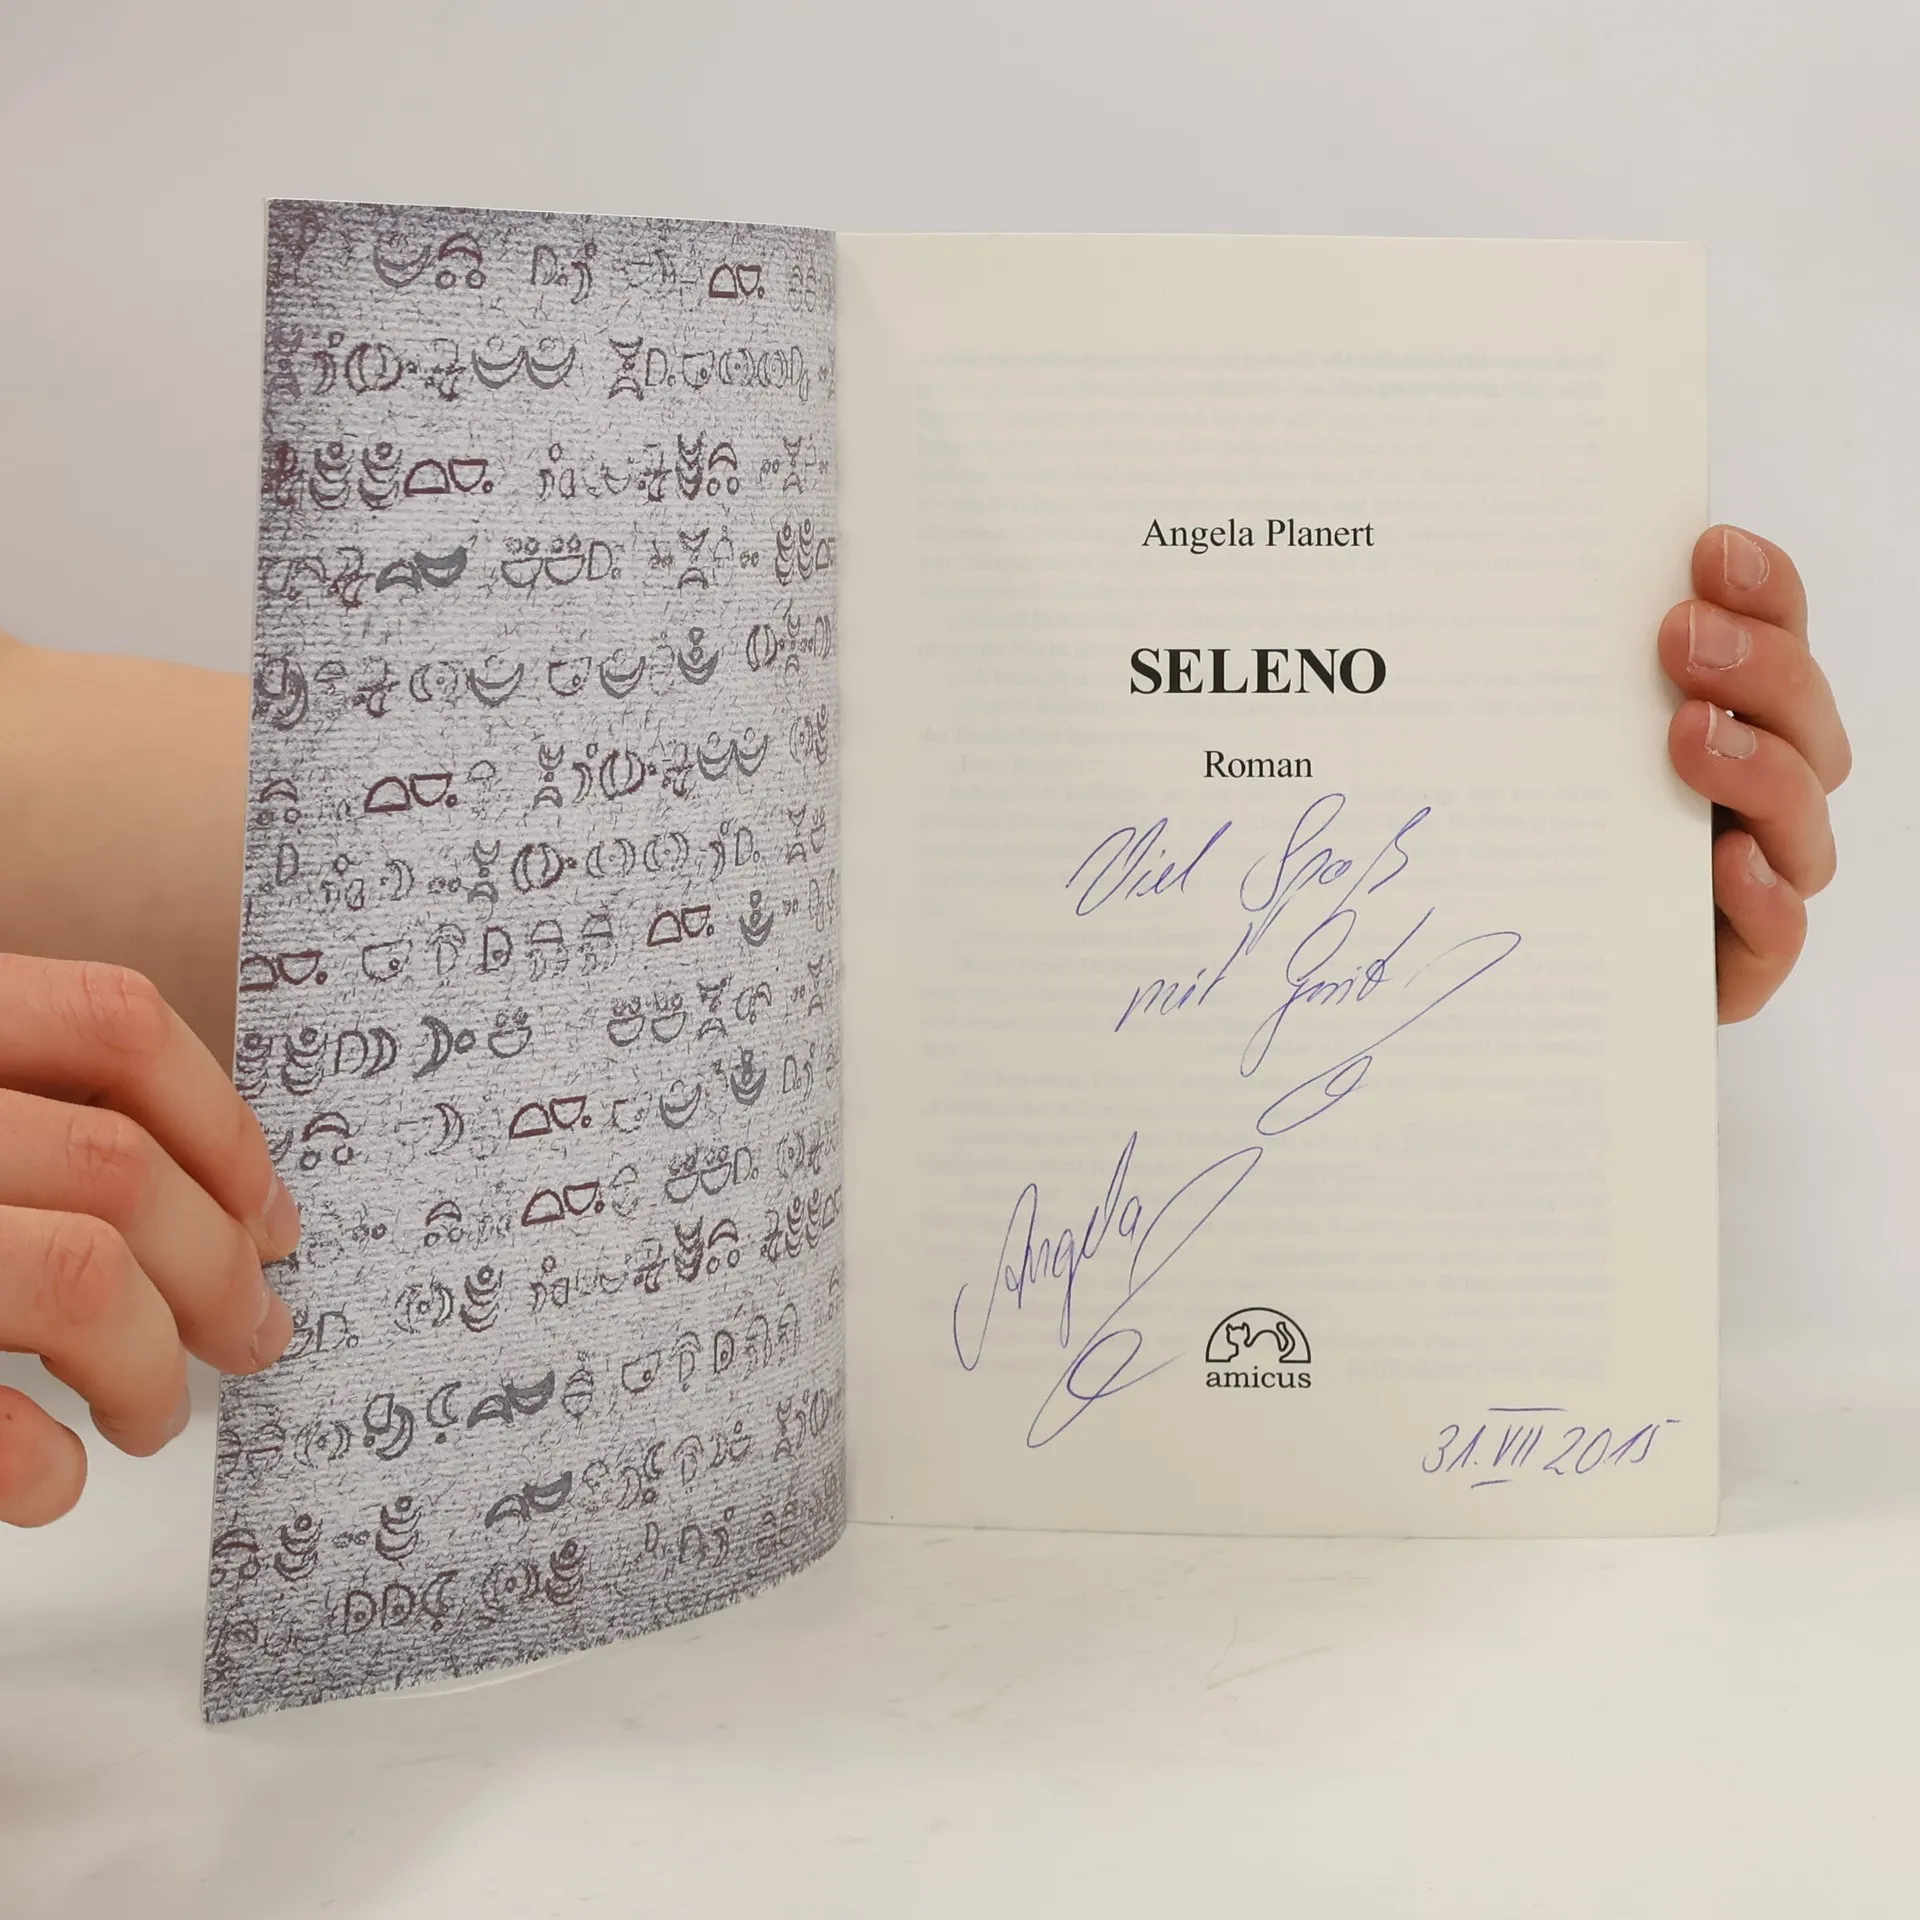 Angela Planert
SELENO
Roman
Viel Spaß
mit
Angela
amicus
31. VII 2015